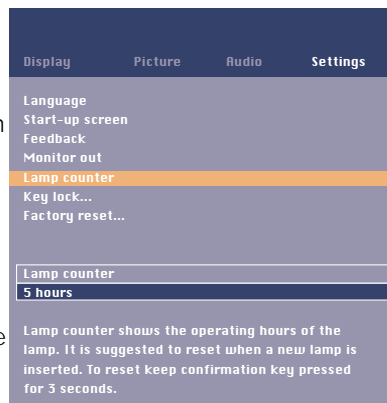 Display Picture Audio Settings
Language
Start-up screen
Feedback
Monitor out
Lamp counter
Key lock...
Factory reset...
Lamp counter
5 hours
Lamp counter shows the operating hours of the
lamp. It is suggested to reset when a new lamp is
inserted. To reset keep confirmation key pressed
for 3 seconds.